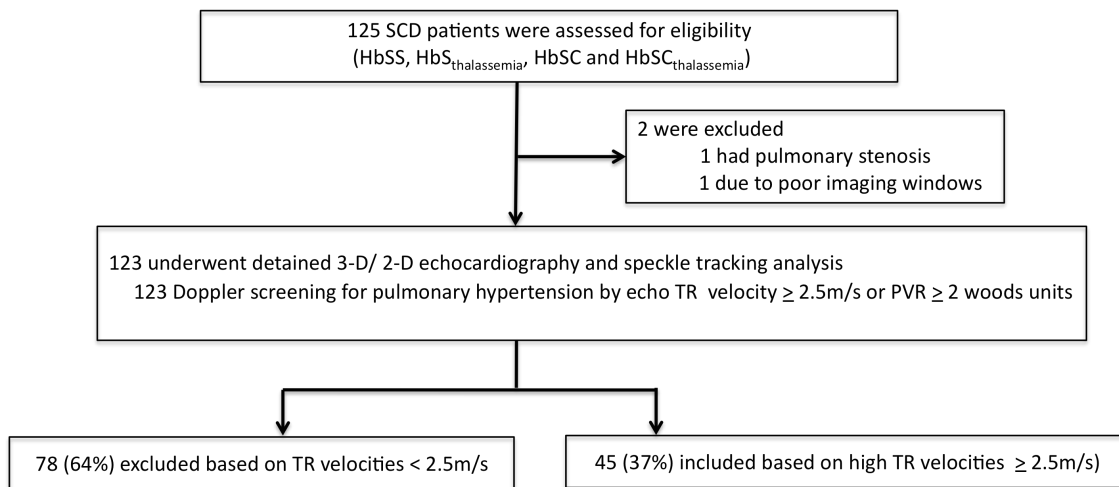 125 SCD patients were assessed for eligibility
(HbSS, HbSthalassemia, HbSC and HbSCthalassemia)
2 were excluded
1 had pulmonary stenosis
1 due to poor imaging windows
123 underwent detained 3-D/ 2-D echocardiography and speckle tracking analysis
123 Doppler screening for pulmonary hypertension by echo TR velocity ≥ 2.5m/s or PVR ≥ 2 woods units
78 (64%) excluded based on TR velocities < 2.5m/s
45 (37%) included based on high TR velocities ≥ 2.5m/s)